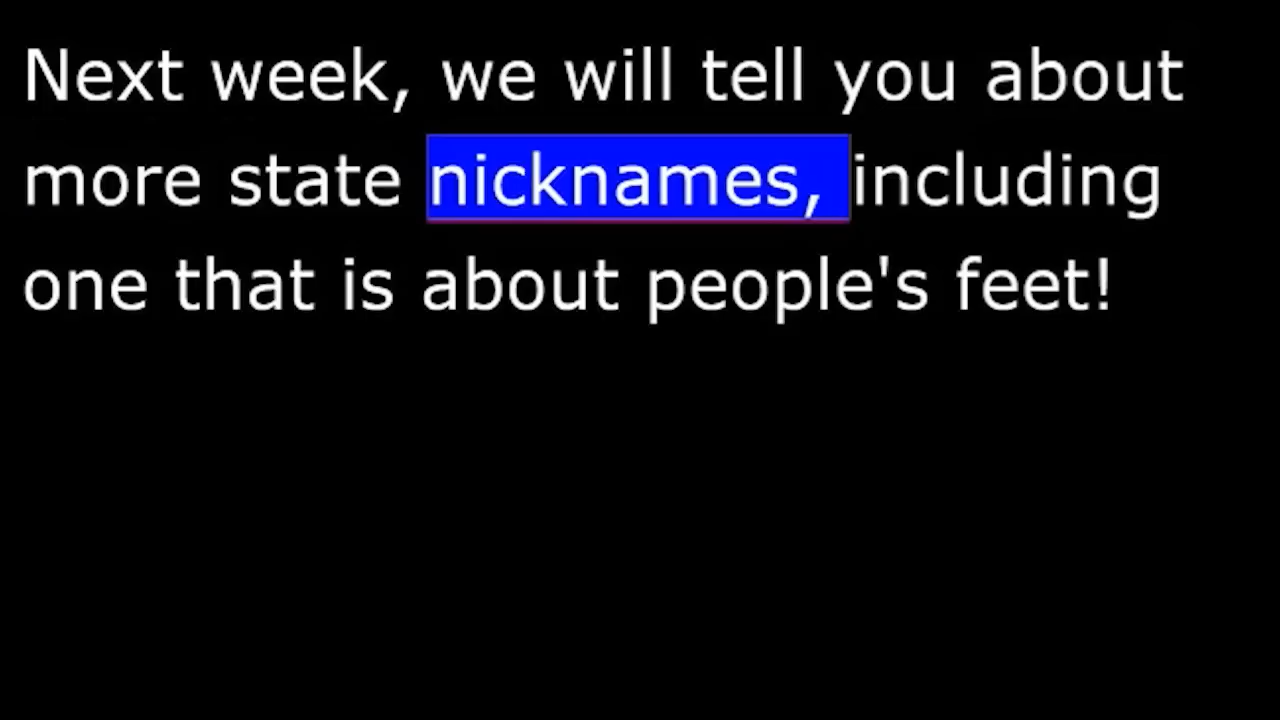 Next week, we will tell you about
more state nicknames, including
one that is about people's feet!